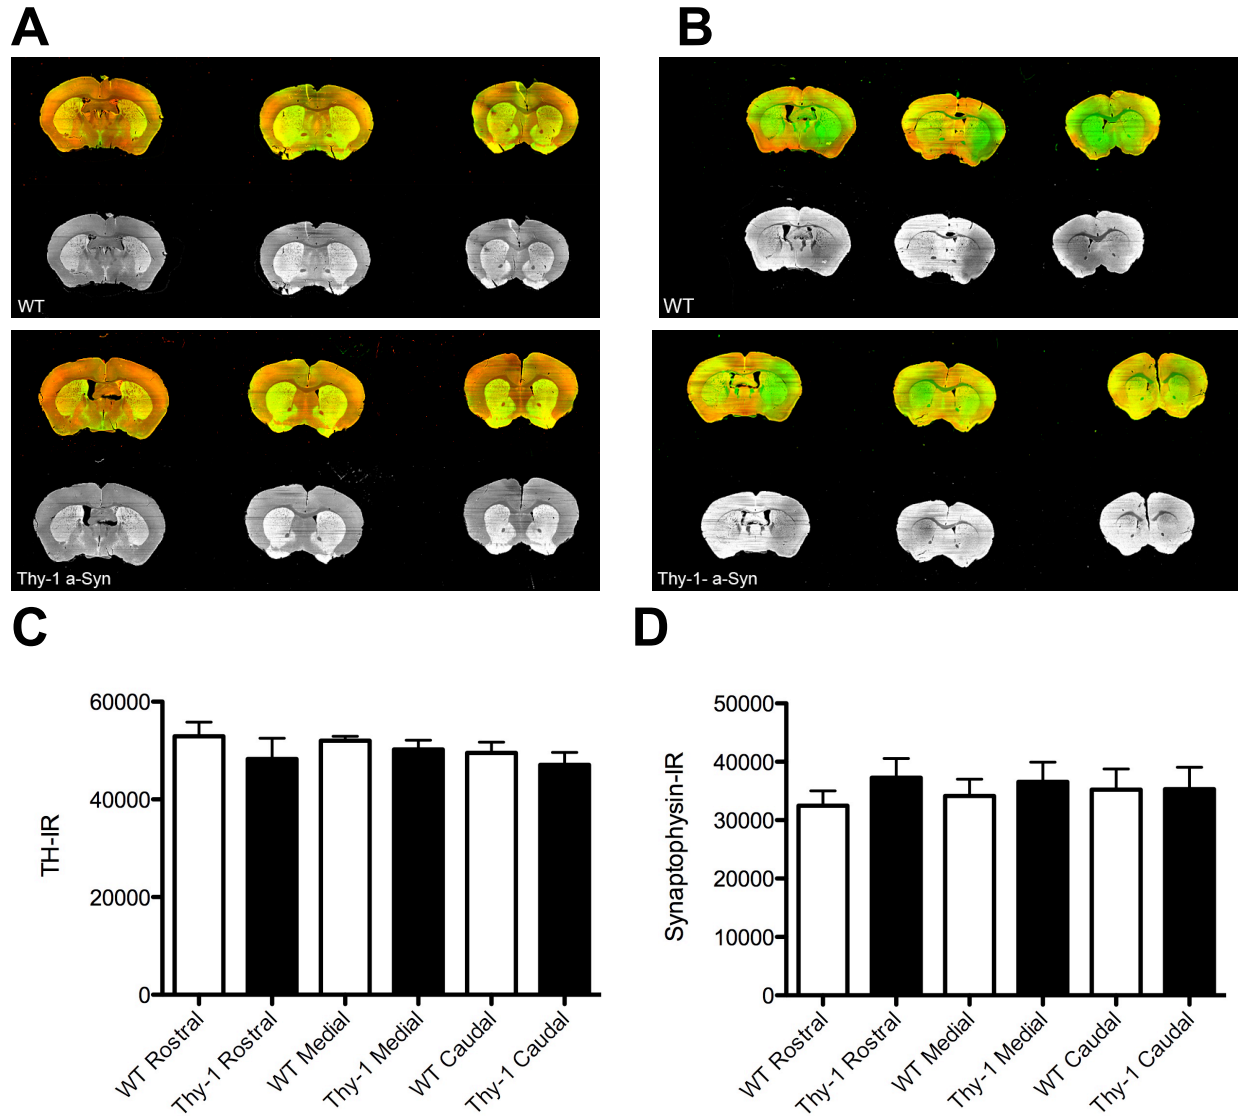 A
B
WT
WT
Thy-1 a-Syn
Thy-1- a-Syn
C
D
60000
40000
20000
0
TH-IR
WT Rostral
Thy-1 Rostral
WT Medial
Thy-1 Medial
WT Caudal
Thy-1 Caudal
50000
40000
30000
20000
10000
0
Synaptophysin-IR
WT Rostral
Thy-1 Rostral
WT Medial
Thy-1 Medial
WT Caudal
Thy-1 Caudal